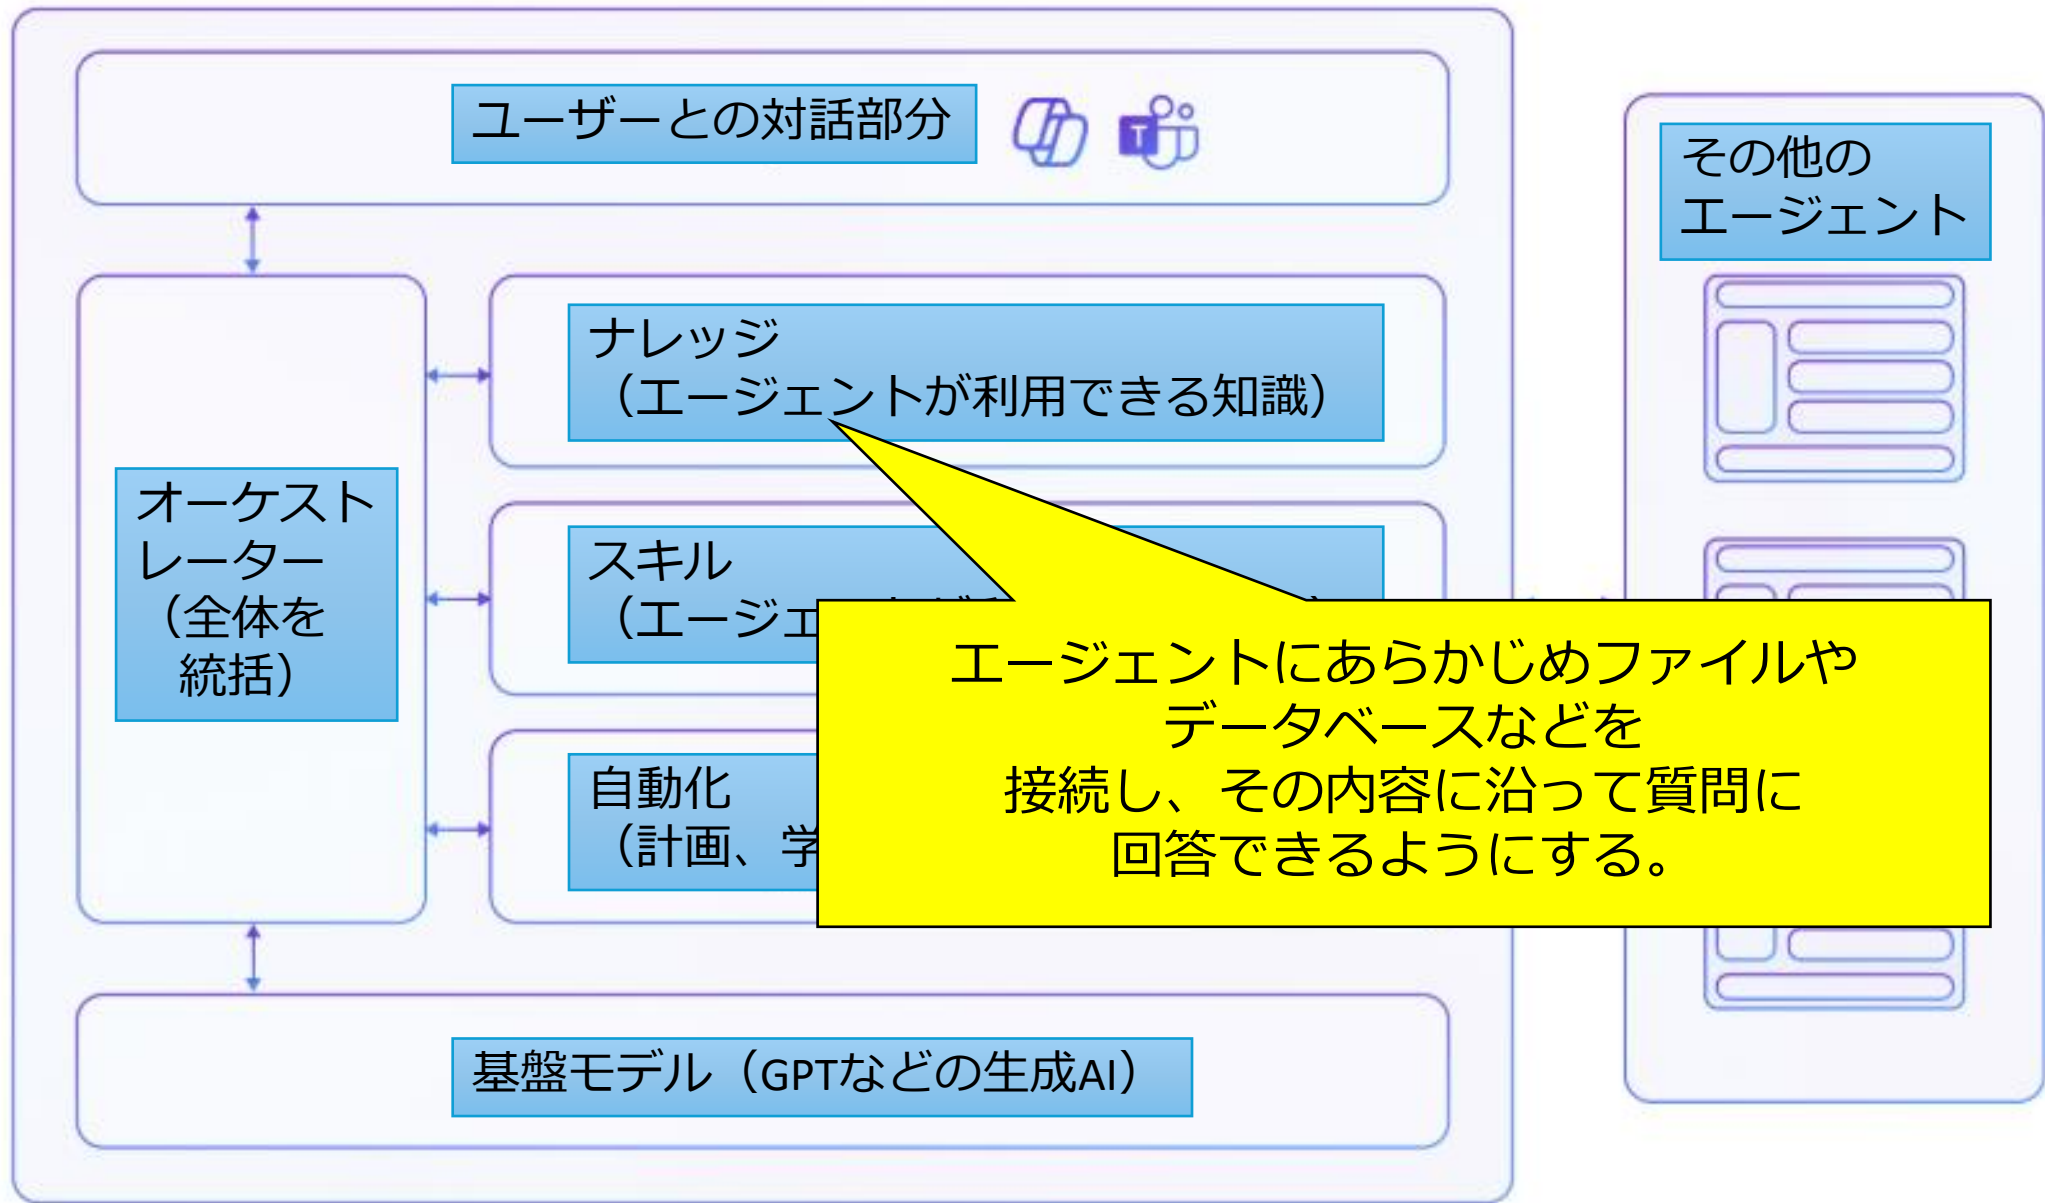 ユーザーとの対話部分
T
その他の
エージェント
ナレッジ
（エージェントが利用できる知識）
オーケスト
レーター
（全体を
統括）
スキル
（エージェ
自動化
（計画、学
エージェントにあらかじめファイルや
データベースなどを
接続し、その内容に沿って質問に
回答できるようにする。
基盤モデル（GPTなどの生成AI）